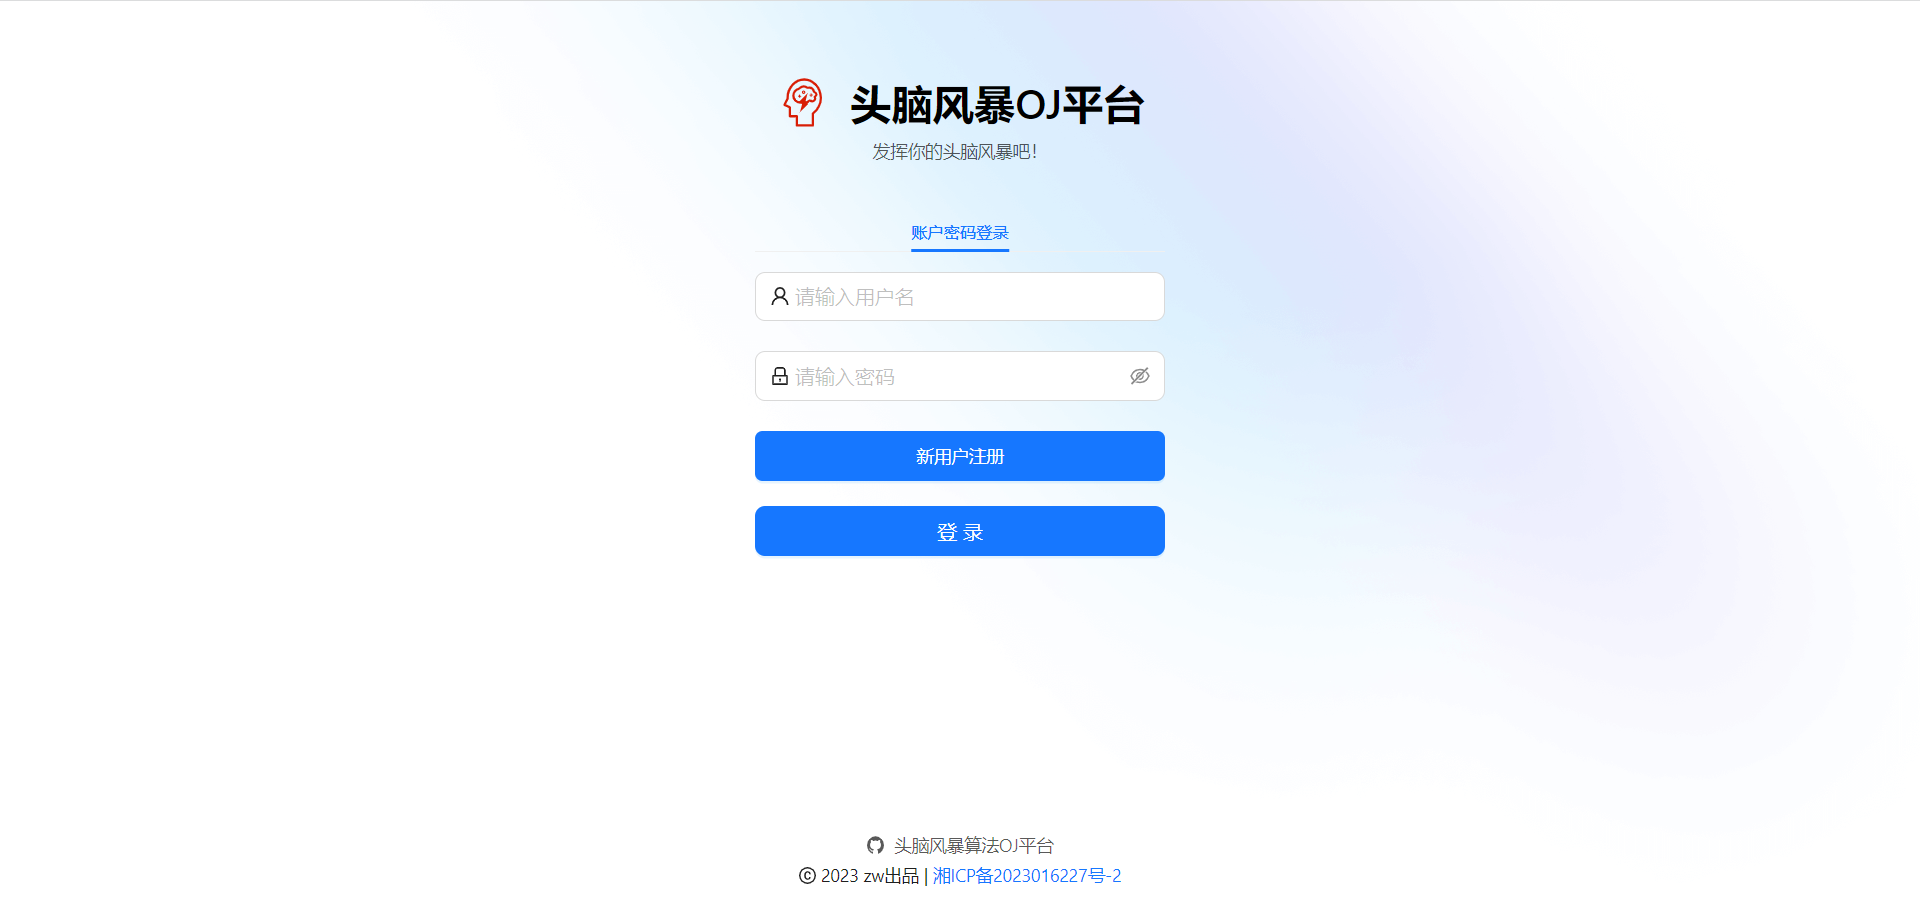 头脑风暴OJ平台
发挥你的头脑风暴吧！
账户密码登录
请输入用户名
请输入密码
新用户注册
登 录
头脑风暴算法OJ平台
© 2023 zw出品 | 湘ICP备2023016227号-2